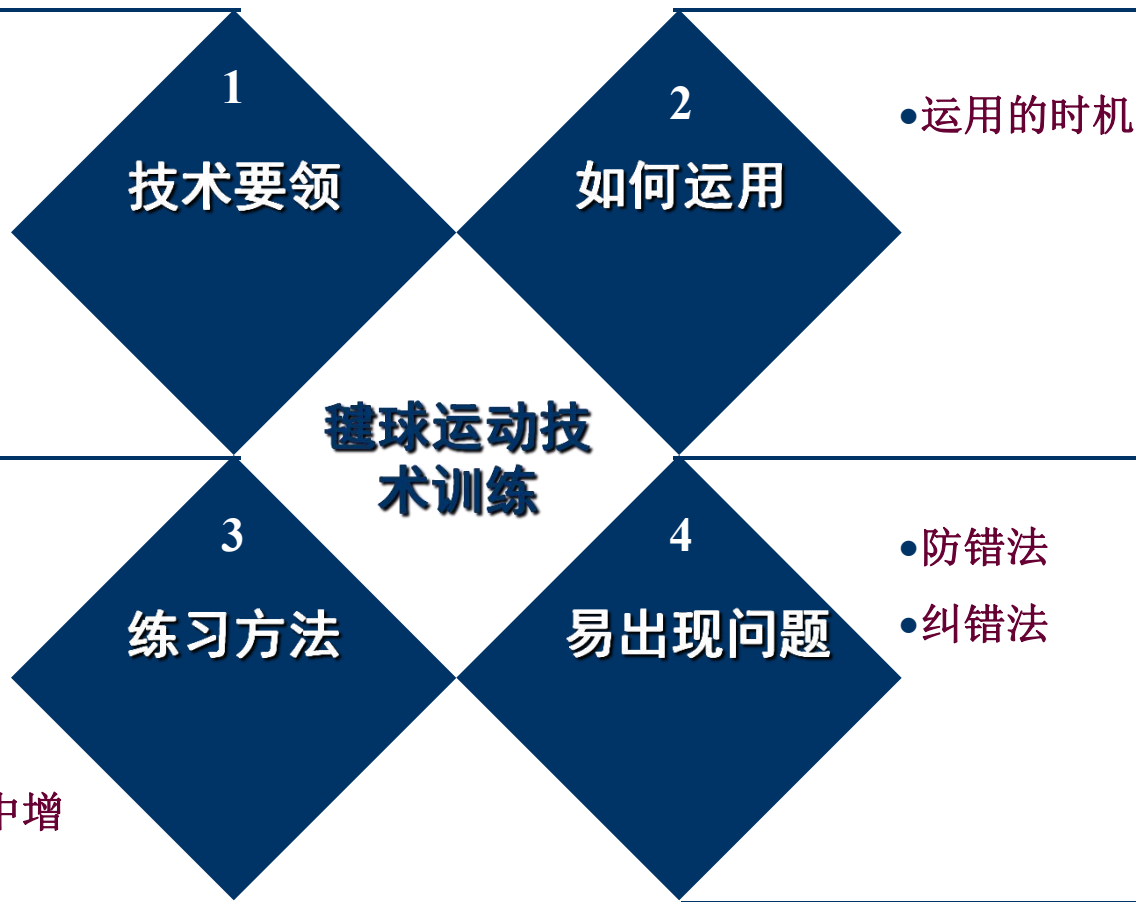 1
技术要领
2
如何运用
•运用的时机
毽球运动技
术训练
3
练习方法
4
易出现问题
•防错法
•纠错法
中增